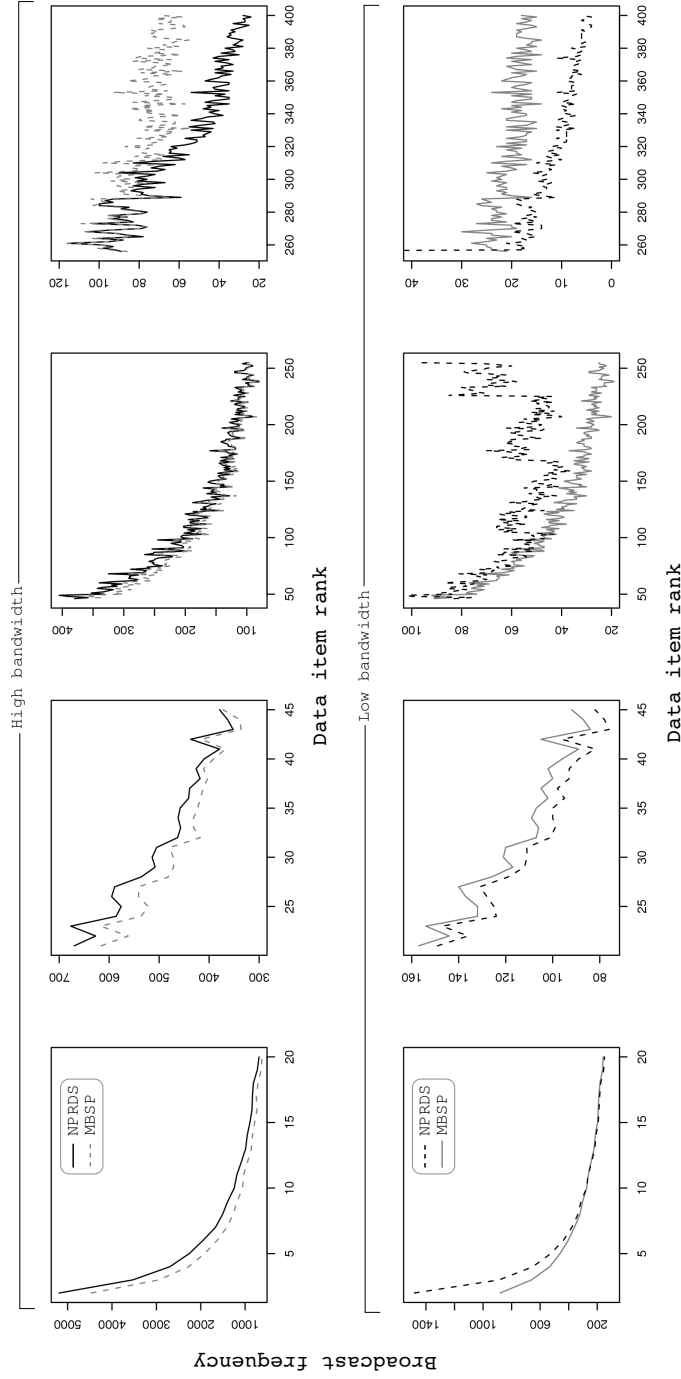 High bandwidth
5000 4000 3000 2000 1000
NPRDS
MBSP
5 10 15 20
700 600 500 400 300
25 30 35 40 45
400 300 200 100
50 100 150 200 250
120 100 80 60 40 20
260 280 300 320 340 360 380 400
Data item rank
Broadcast frequency
Low bandwidth
1400 1000 600 200
NPRDS
MBSP
5 10 15 20
160 140 120 100 80
25 30 35 40 45
100 80 60 40 20
50 100 150 200 250
40 30 20 10 0
260 280 300 320 340 360 380 400
Data item rank